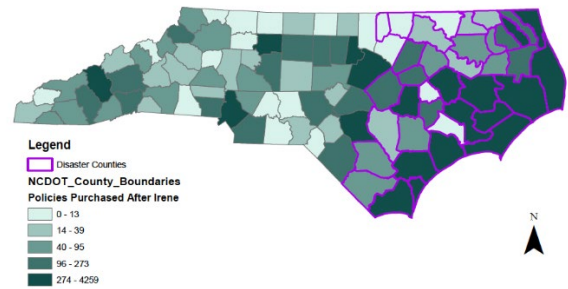 Legend
Disaster Counties
NCDOT_County_Boundaries
Policies Purchased After Irene
0 - 13
14 - 39
40 - 95
96 - 273
274 - 4259
N